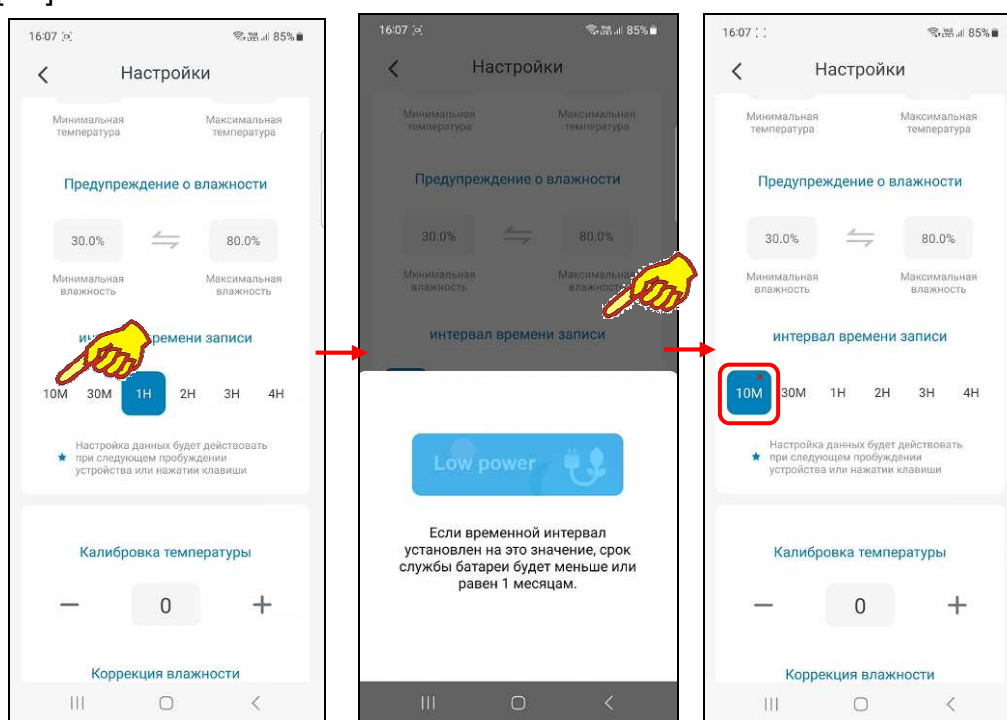 16:07
85%
Настройки
Минимальная
температура
Максимальная
температура
Предупреждение о влажности
30.0%
80.0%
Минимальная
влажность
Максимальная
влажность
ремени записи
10M 30M 1H 2H 3H 4H
Настройка данных будет действовать
при следующем пробуждении
устройства или нажатии клавиши
Калибровка температуры
0
Коррекция влажности
16:07
85%
Настройки
Минимальная
температура
Максимальная
температура
Предупреждение о влажности
30.0%
80.0%
Минимальная
влажность
Максимальная
влажность
интервал времени записи
Low power
Если временной интервал
установлен на это значение, срок
службы батареи будет меньше или
равен 1 месяцам.
16:07
85%
Настройки
Минимальная
температура
Максимальная
температура
Предупреждение о влажности
30.0%
80.0%
Минимальная
влажность
Максимальная
влажность
интервал времени записи
10M 30M 1H 2H 3H 4H
Настройка данных будет действовать
при следующем пробуждении
устройства или нажатии клавиши
Калибровка температуры
0
Коррекция влажности